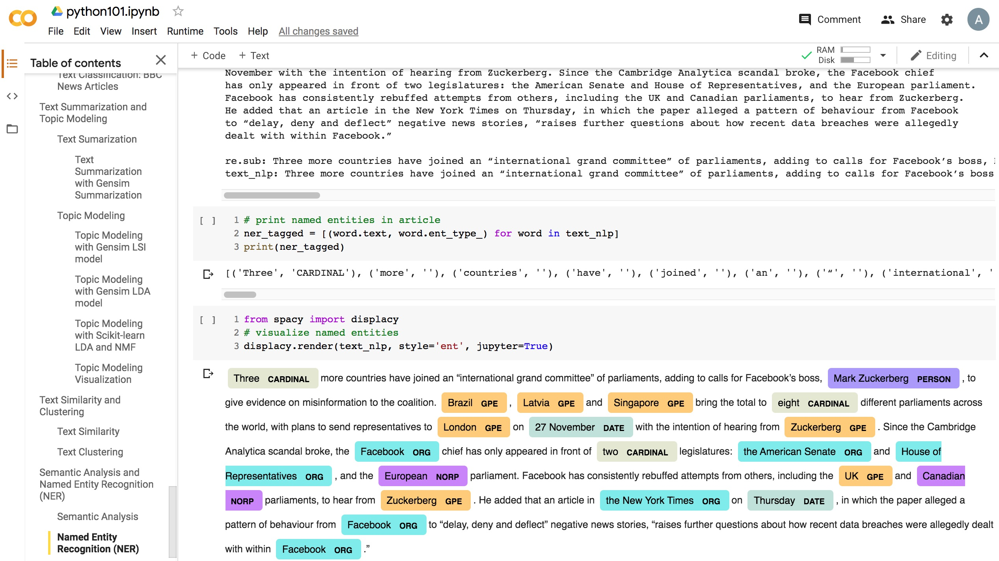 python101.ipynb
File Edit View Insert Runtime Tools Help All changes saved
Comment Share A
Table of contents
+ Code + Text
RAM
Disk
Editing
Text Classification: BBC
News Articles
Text Summarization and
Topic Modeling
Text Sumarization
Text
Summarization
with Gensim
Summarization
Topic Modeling
Topic Modeling
with Gensim LSI
model
Topic Modeling
with Gensim LDA
model
Topic Modeling
with Scikit-learn
LDA and NMF
Topic Modeling
Visualization
Text Similarity and
Clustering
Text Similarity
Text Clustering
Semantic Analysis and
Named Entity Recognition
(NER)
Semantic Analysis
Named Entity
Recognition (NER)
November with the intention of hearing from Zuckerberg. Since the Cambridge Analytica scandal broke, the Facebook chief
has only appeared in front of two legislatures: the American Senate and House of Representatives, and the European parliament.
Facebook has consistently rebuffed attempts from others, including the UK and Canadian parliaments, to hear from Zuckerberg.
He added that an article in the New York Times on Thursday, in which the paper alleged a pattern of behaviour from Facebook
to “delay, deny and deflect” negative news stories, “raises further questions about how recent data breaches were allegedly
dealt with within Facebook.”
re.sub: Three more countries have joined an “international grand committee” of parliaments, adding to calls for Facebook’s boss,
text_nlp: Three more countries have joined an “international grand committee” of parliaments, adding to calls for Facebook’s boss
[ ] 1 # print named entities in article
2 ner_tagged = [(word.text, word.ent_type_) for word in text_nlp]
3 print(ner_tagged)
[('Three', 'CARDINAL'), ('more', ''), ('countries', ''), ('have', ''), ('joined', ''), ('an', ''), ('“', ''), ('international', '
[ ] 1 from spacy import displacy
2 # visualize named entities
3 displacy.render(text_nlp, style='ent', jupyter=True)
Three CARDINAL more countries have joined an “international grand committee” of parliaments, adding to calls for Facebook’s boss, Mark Zuckerberg PERSON , to
give evidence on misinformation to the coalition. Brazil GPE , Latvia GPE and Singapore GPE bring the total to eight CARDINAL different parliaments across
the world, with plans to send representatives to London GPE on 27 November DATE with the intention of hearing from Zuckerberg GPE . Since the Cambridge
Analytica scandal broke, the Facebook ORG chief has only appeared in front of two CARDINAL legislatures: the American Senate ORG and House of
Representatives ORG , and the European NORP parliament. Facebook has consistently rebuffed attempts from others, including the UK GPE and Canadian
NORP parliaments, to hear from Zuckerberg GPE . He added that an article in the New York Times ORG on Thursday DATE , in which the paper alleged a
pattern of behaviour from Facebook ORG to “delay, deny and deflect” negative news stories, “raises further questions about how recent data breaches were allegedly dealt
with within Facebook ORG .”